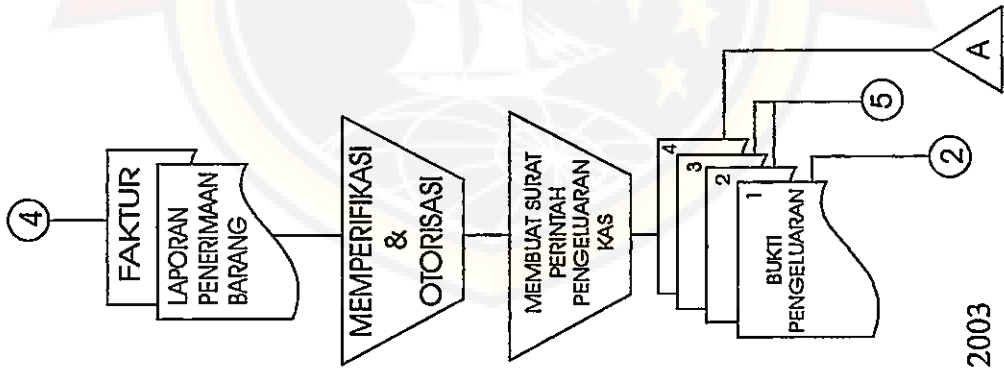 4
FAKTUR
LAPORAN
PENERIMAAN
BARANG
MEMPERIFIKASI
&
OTORISASI
MEMBUAT SURAT
PERINTAH
PENGELUARAN
KAS
4
3
2
1
BUKTI
PENGELUARAN
A
5
2
2003